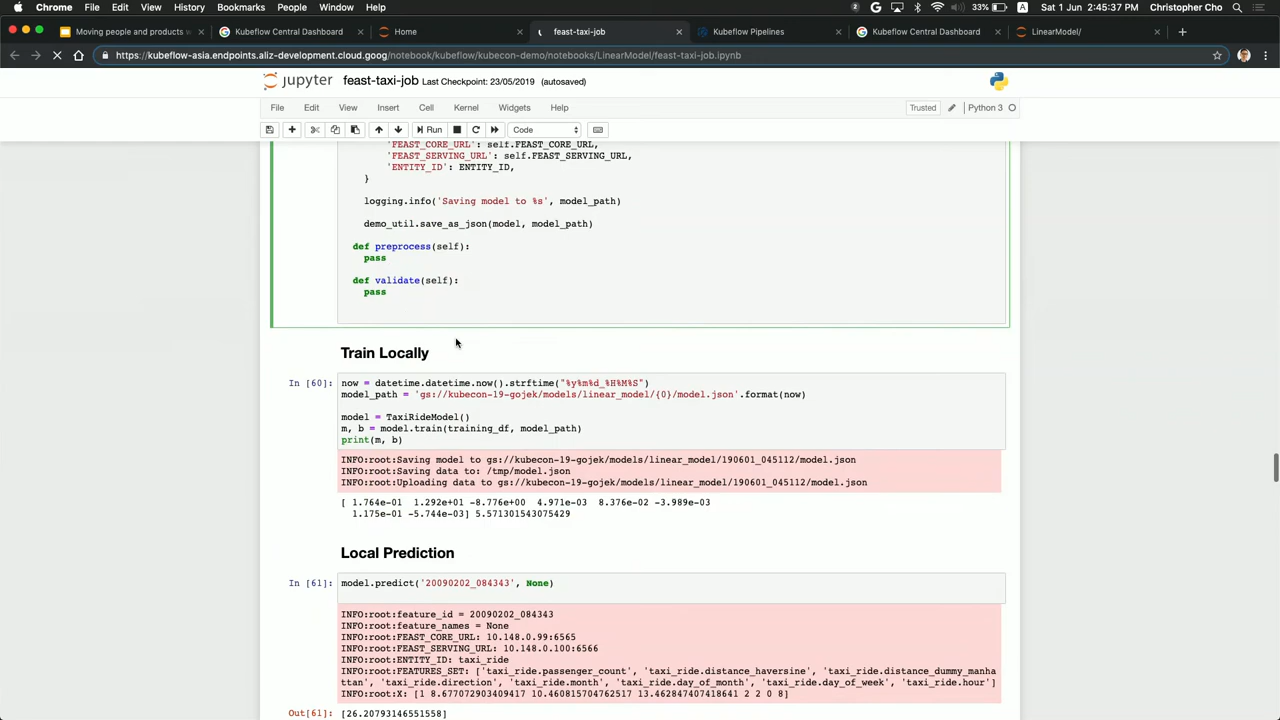 Chrome File Edit View History Bookmarks People Window Help 33% A Sat 1 Jun 2:45:37 PM Christopher Cho
Moving people and products w
Kubeflow Central Dashboard
Home
feast-taxi-job
Kubeflow Pipelines
Kubeflow Central Dashboard
LinearModel/
https://kubeflow-asia.endpoints.aliz-development.cloud.goog/notebook/kubeflow/kubecon-demo/notebooks/LinearModel/feast-taxi-job.ipynb
jupyter feast-taxi-job Last Checkpoint: 23/05/2019 (autosaved)
File Edit View Insert Cell Kernel Widgets Help Trusted Python 3
Run Code
'FEAST_CORE_URL': self.FEAST_CORE_URL,
'FEAST_SERVING_URL': self.FEAST_SERVING_URL,
'ENTITY_ID': ENTITY_ID,
}
logging.info('Saving model to %s', model_path)
demo_util.save_as_json(model, model_path)
def preprocess(self):
pass
def validate(self):
pass
Train Locally
In [60]: now = datetime.datetime.now().strftime("%y%m%d_%H%M%S")
model_path = 'gs://kubecon-19-gojek/models/linear_model/{0}/model.json'.format(now)
model = TaxiRideModel()
m, b = model.train(training_df, model_path)
print(m, b)
INFO:root:Saving model to gs://kubecon-19-gojek/models/linear_model/190601_045112/model.json
INFO:root:Saving data to: /tmp/model.json
INFO:root:Uploading data to gs://kubecon-19-gojek/models/linear_model/190601_045112/model.json
[ 1.764e-01 1.292e+01 -8.776e+00 4.971e-03 8.376e-02 -3.989e-03
1.175e-01 -5.744e-03] 5.571301543075429
Local Prediction
In [61]: model.predict('20090202_084343', None)
INFO:root:feature_id = 20090202_084343
INFO:root:feature_names = None
INFO:root:FEAST_CORE_URL: 10.148.0.99:6565
INFO:root:FEAST_SERVING_URL: 10.148.0.100:6566
INFO:root:ENTITY_ID: taxi_ride
INFO:root:FEATURES_SET: ['taxi_ride.passenger_count', 'taxi_ride.distance_haversine', 'taxi_ride.distance_dummy_manha
ttan', 'taxi_ride.direction', 'taxi_ride.month', 'taxi_ride.day_of_month', 'taxi_ride.day_of_week', 'taxi_ride.hour']
INFO:root:X: [1 8.677072903409417 10.460815704762517 13.462847407418641 2 2 0 8]
Out[61]: [26.20793146551558]